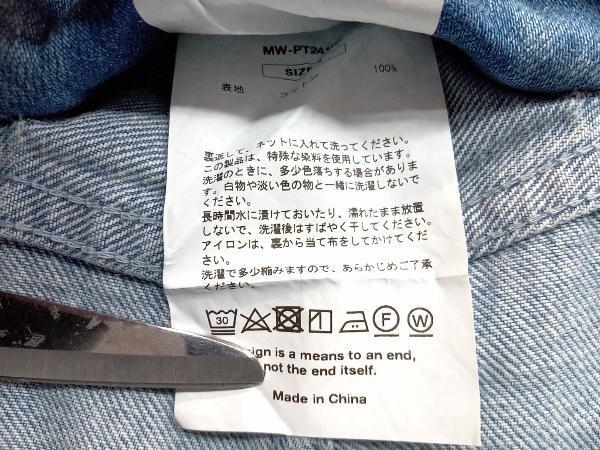 MW-PT241
SIZE
表地 コットン 100%
裏返して、ネットに入れて洗ってください。
この製品は、特殊な染料を使用しています。
洗濯のときに、多少色落ちする場合がありま
す。白物や淡い色の物と一緒に洗濯しないで
ください。
長時間水に漬けておいたり、濡れたまま放置
しないで、洗濯後はすばやく干してください。
アイロンは、裏から当て布をしてかけてくだ
さい。
洗濯で多少縮みますので、あらかじめご了承
ください。
30 F W
ign is a means to an end,
not the end itself.
Made in China